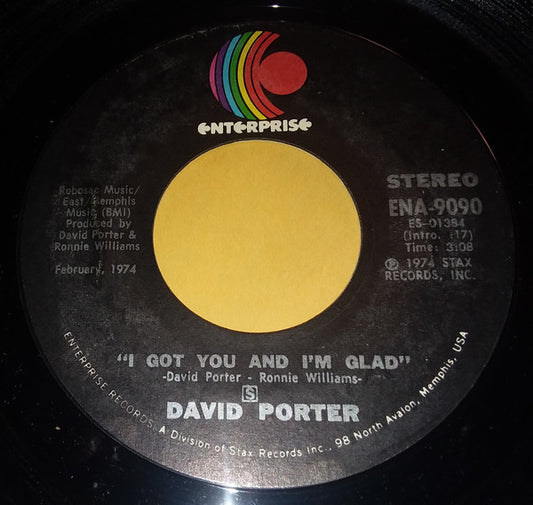 ENTERPRISE
Robosac Music/
East/Memphis
Music (BMI)
Produced by
David Porter &
Ronnie Williams
February, 1974
STEREO
ENA-9090
ES-01384
(Intro. :17)
Time: 3:08
℗ 1974 STAX
RECORDS, INC.
"I GOT YOU AND I'M GLAD"
-David Porter - Ronnie Williams-
S
DAVID PORTER
ENTERPRISE RECORDS, A Division of Stax Records Inc., 98 North Avalon, Memphis, USA